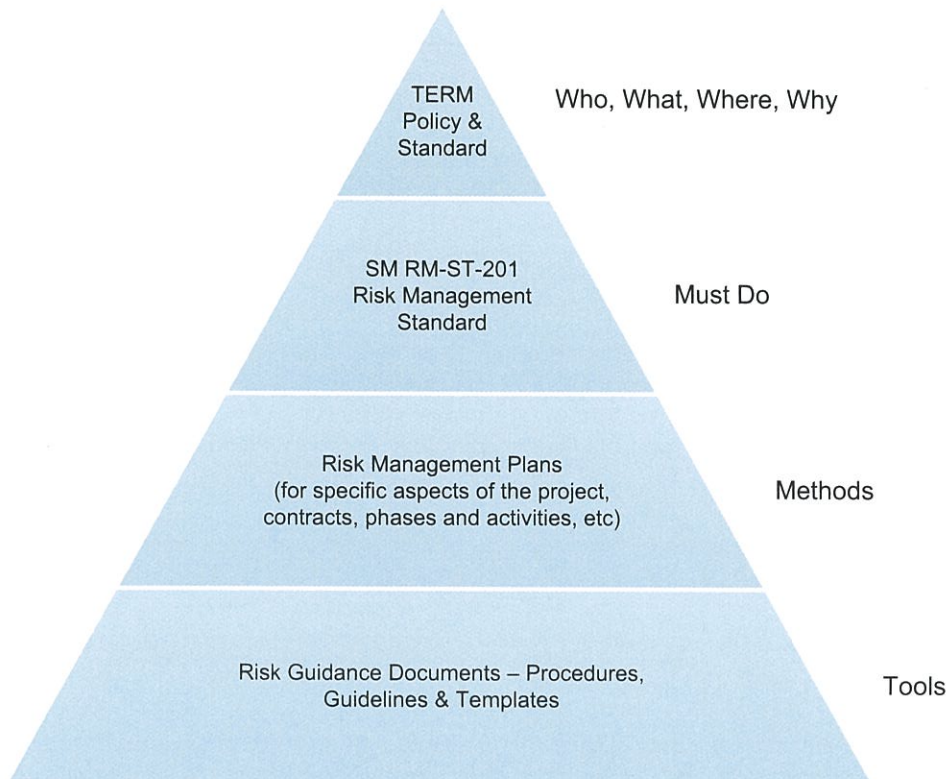 TERM
Policy &
Standard
Who, What, Where, Why
SM RM-ST-201
Risk Management
Standard
Must Do
Risk Management Plans
(for specific aspects of the project,
contracts, phases and activities, etc)
Methods
Risk Guidance Documents – Procedures,
Guidelines & Templates
Tools